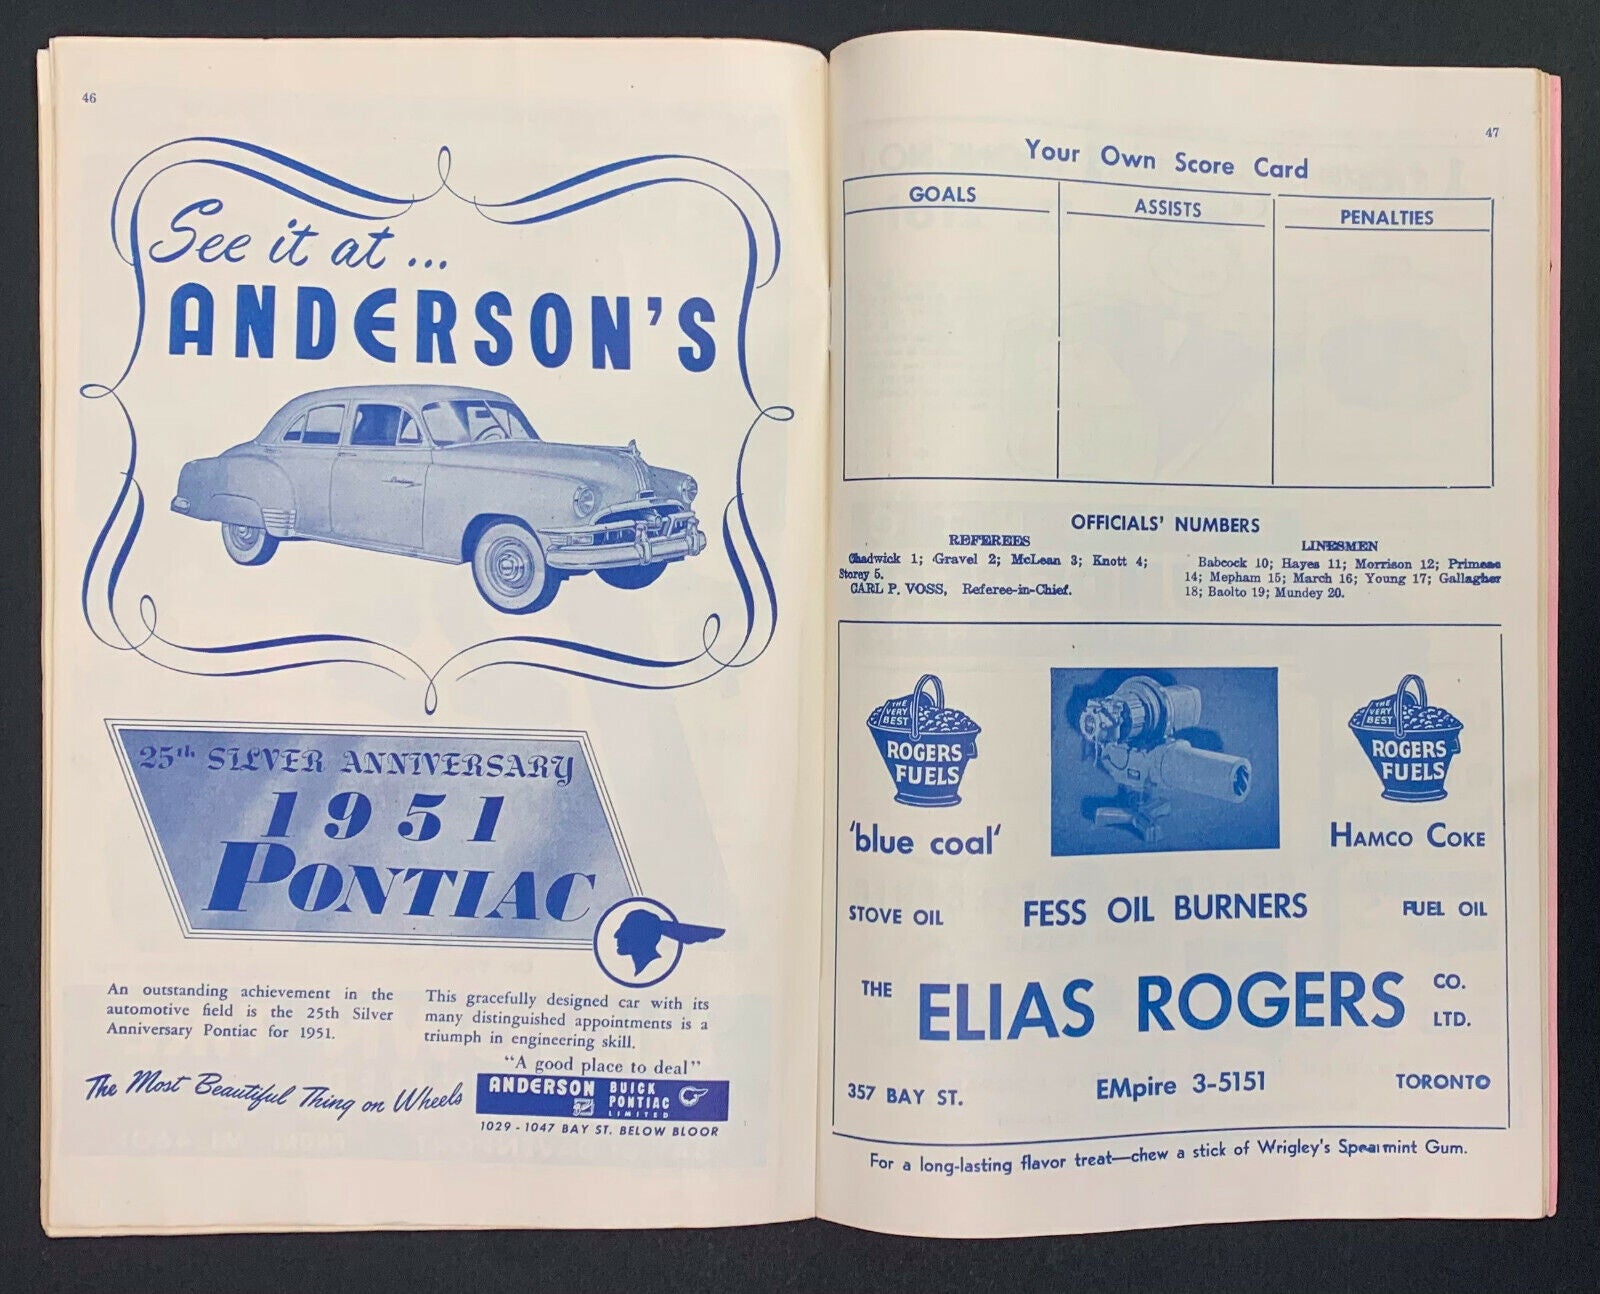 46
See it at...
ANDERSON'S
25th SILVER ANNIVERSARY
1951
PONTIAC
An outstanding achievement in the
automotive field is the 25th Silver
Anniversary Pontiac for 1951.
This gracefully designed car with its
many distinguished appointments is a
triumph in engineering skill.
"A good place to deal"
The Most Beautiful Thing on Wheels
ANDERSON BUICK
PONTIAC
LIMITED
1029 - 1047 BAY ST. BELOW BLOOR
47
Your Own Score Card
GOALS
ASSISTS
PENALTIES
OFFICIALS' NUMBERS
REFEREES
Chadwick 1; Gravel 2; McLean 3; Knott 4;
Storey 5.
CARL P. VOSS, Referee-in-Chief.
LINESMEN
Babcock 10; Hayes 11; Morrison 12; Primeau
14; Mepham 15; March 16; Young 17; Gallagher
18; Baolto 19; Mundey 20.
THE VERY BEST
ROGERS
FUELS
THE VERY BEST
ROGERS
FUELS
'blue coal'
HAMCO COKE
STOVE OIL
FESS OIL BURNERS
FUEL OIL
THE ELIAS ROGERS CO. LTD.
357 BAY ST.
EMpire 3-5151
TORONTO
For a long-lasting flavor treat—chew a stick of Wrigley's Spearmint Gum.